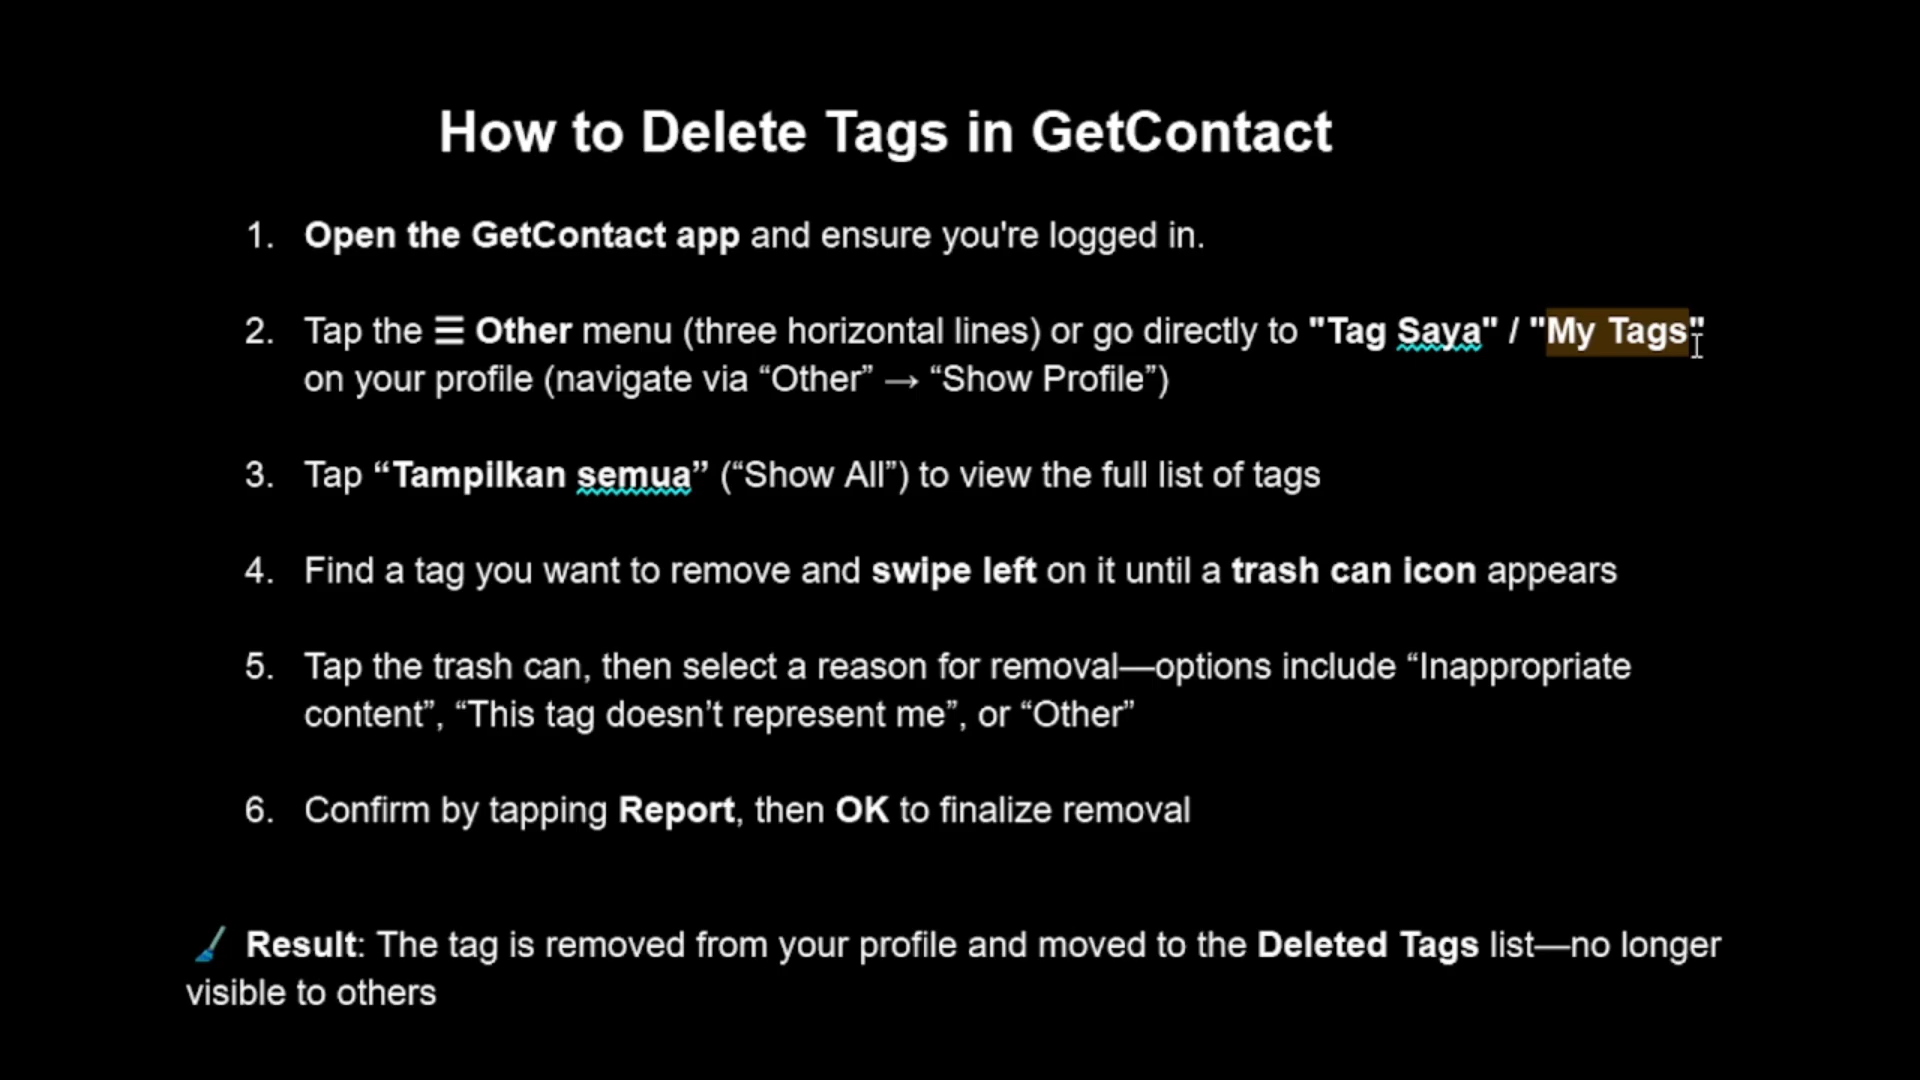 How to Delete Tags in GetContact
1. Open the GetContact app and ensure you're logged in.
2. Tap the ☰ Other menu (three horizontal lines) or go directly to "Tag Saya" / "My Tags"
on your profile (navigate via “Other” → “Show Profile”)
3. Tap “Tampilkan semua” (“Show All”) to view the full list of tags
4. Find a tag you want to remove and swipe left on it until a trash can icon appears
5. Tap the trash can, then select a reason for removal—options include “Inappropriate
content”, “This tag doesn’t represent me”, or “Other”
6. Confirm by tapping Report, then OK to finalize removal
🧹 Result: The tag is removed from your profile and moved to the Deleted Tags list—no longer
visible to others